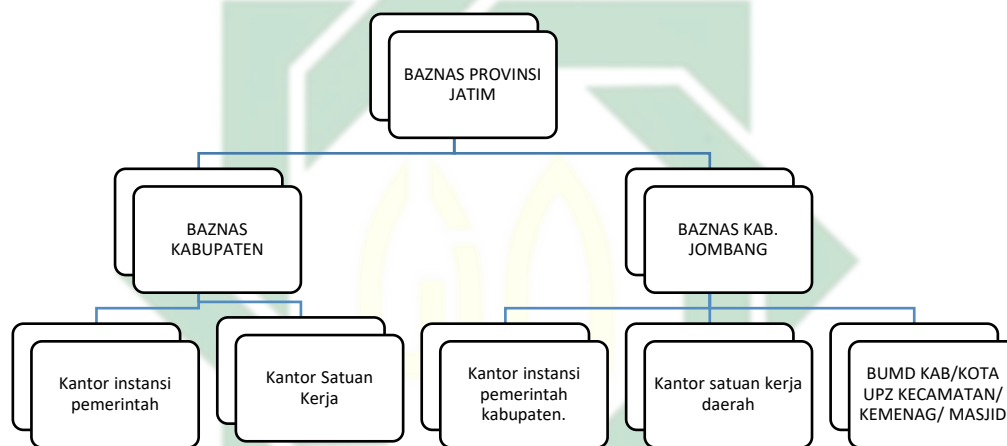 BAZNAS PROVINSI
JATIM
BAZNAS
KABUPATEN
BAZNAS KAB.
JOMBANG
Kantor instansi
pemerintah
Kantor Satuan
Kerja
Kantor instansi
pemerintah
kabupaten.
Kantor satuan kerja
daerah
BUMD KAB/KOTA
UPZ KECAMATAN/
KEMENAG/ MASJID